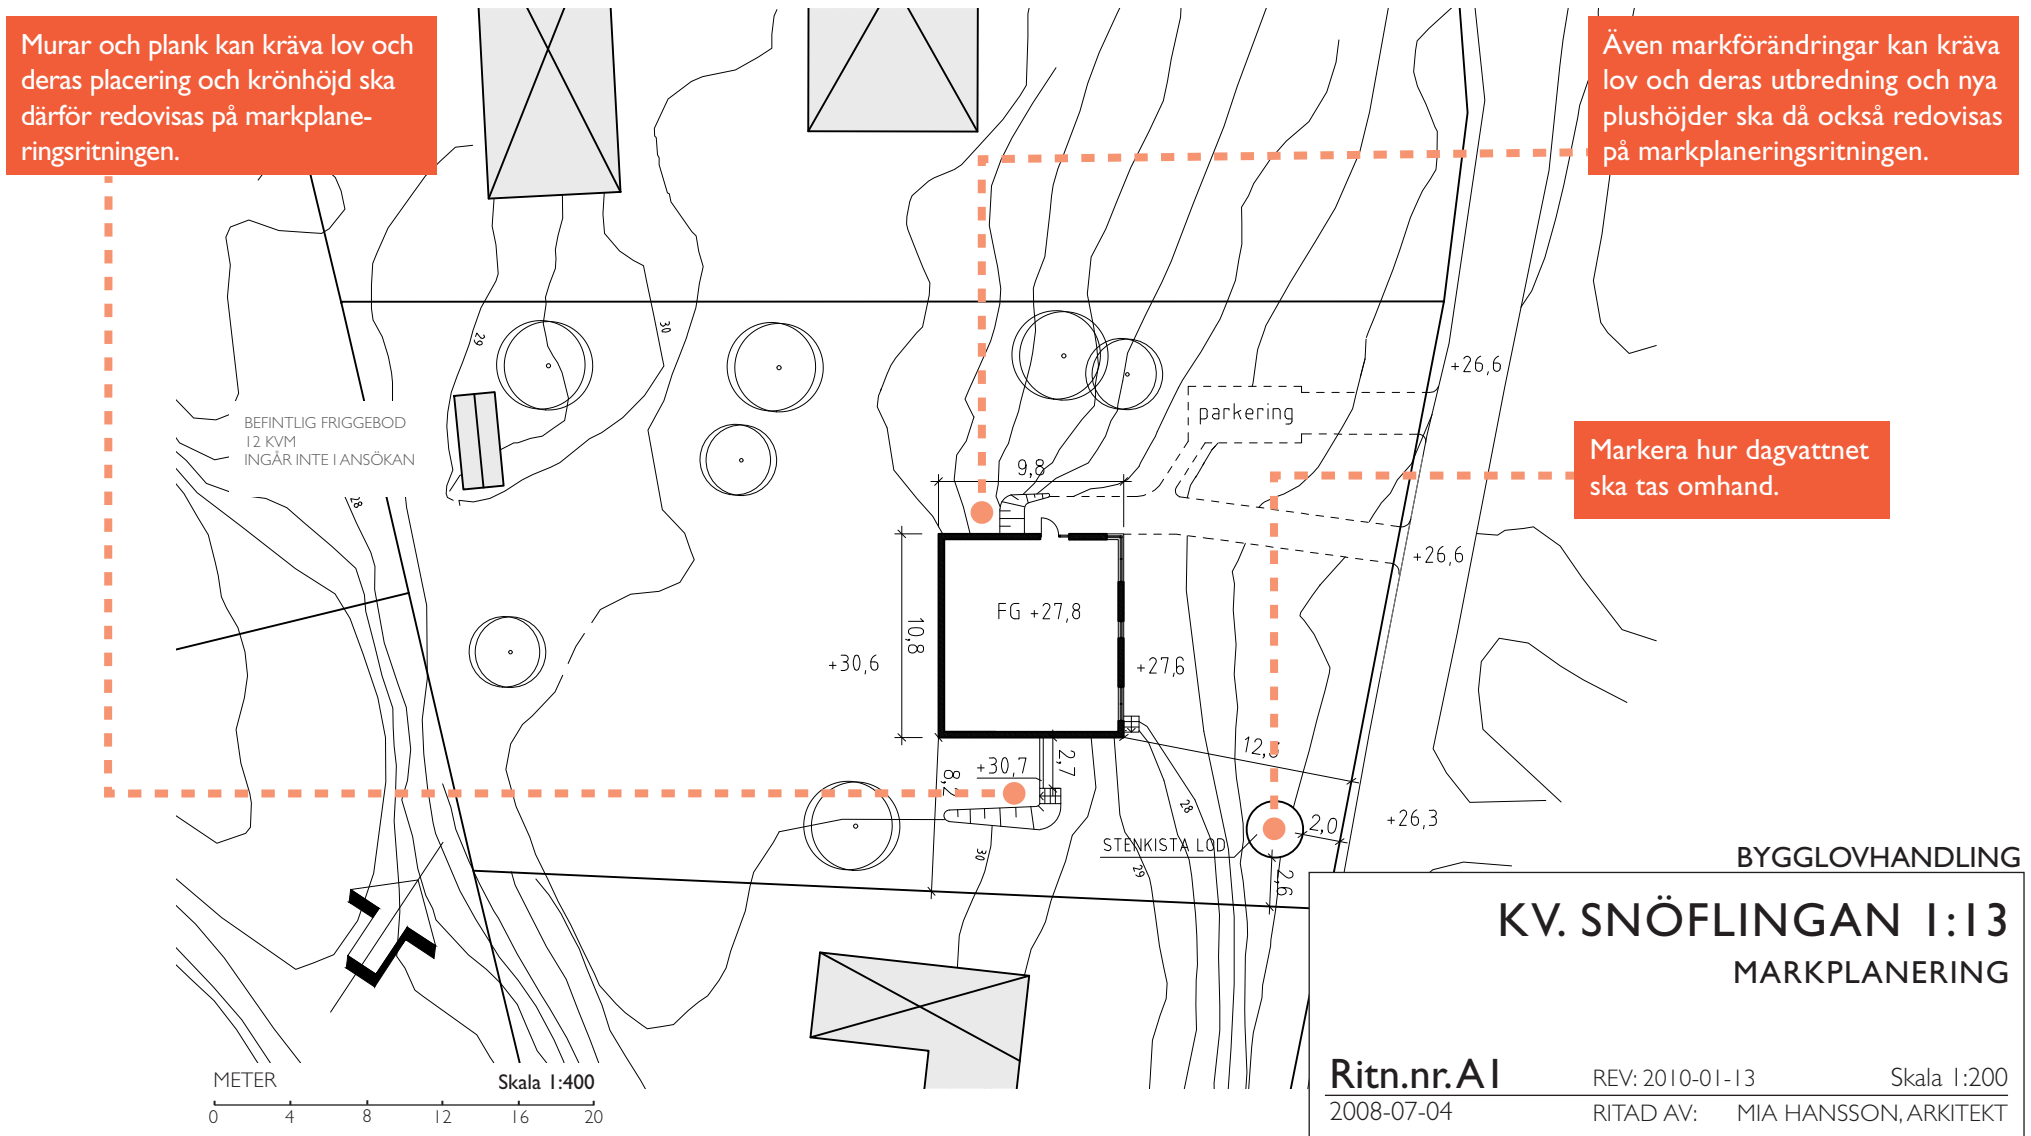 Murar och plank kan kräva lov och
deras placering och krönhöjd ska
därför redovisas på markplane-
ringsritningen.
Även markförändringar kan kräva
lov och deras utbredning och nya
plushöjder ska då också redovisas
på markplaneringsritningen.
29
30
+26,6
parkering
BEFINTLIG FRIGGEBOD
12 KVM
INGÅR INTE I ANSÖKAN
Markera hur dagvattnet
ska tas omhand.
9,8
28
+26,6
FG +27,8
10,8
+30,6
+27,6
12,
+30,7
2,7
8,2
28
2,0
+26,3
STENKISTA LOD
30
29
2,6
BYGGLOVHANDLING
KV. SNÖFLINGAN 1:13
MARKPLANERING
Ritn.nr. A1
REV: 2010-01-13
Skala 1:200
2008-07-04
RITAD AV: MIA HANSSON, ARKITEKT
METER
Skala 1:400
0 4 8 12 16 20